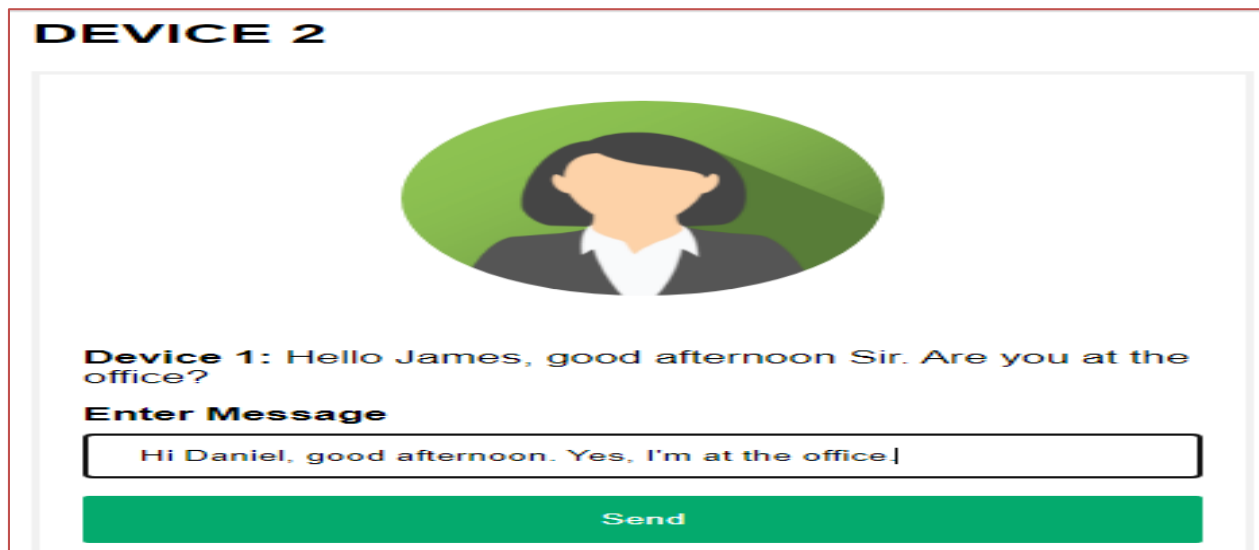 DEVICE 2
Device 1: Hello James, good afternoon Sir. Are you at the
office?
Enter Message
Hi Daniel, good afternoon. Yes, I'm at the office.
Send